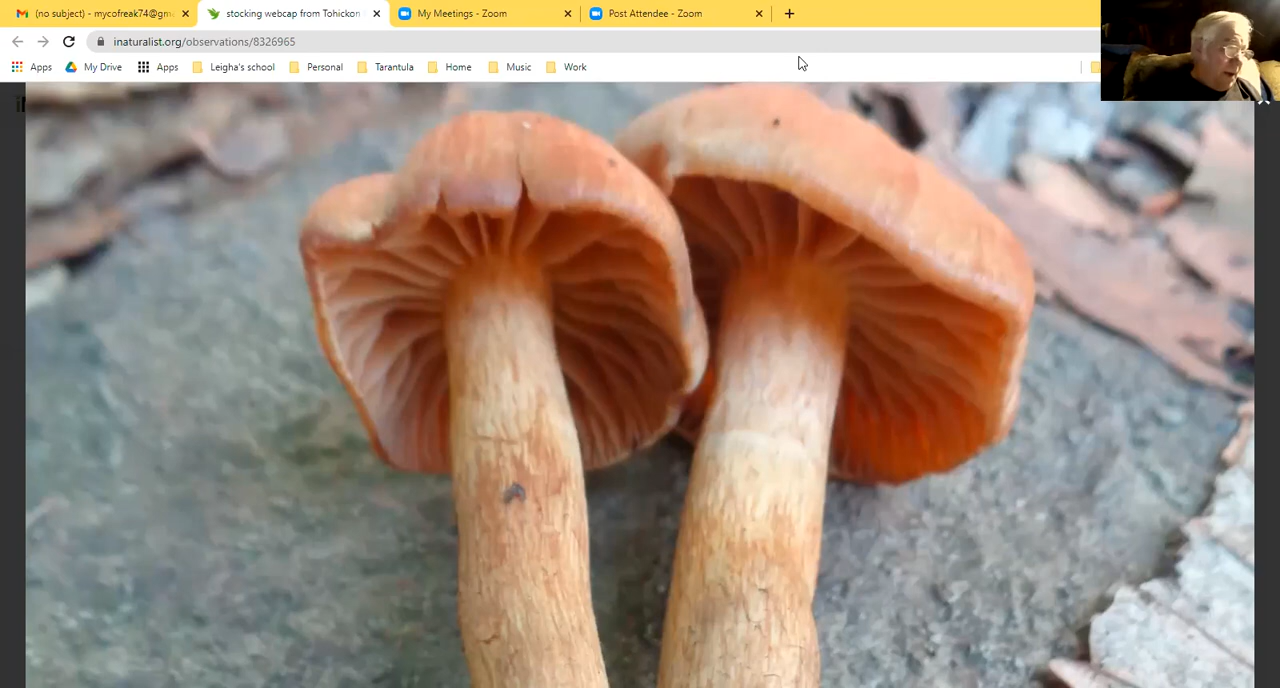 (no subject) - mycofreak74@gm
stocking webcap from Tohickon
My Meetings - Zoom
Post Attendee - Zoom
inaturalist.org/observations/8326965
Apps
My Drive
Apps
Leigha's school
Personal
Tarantula
Home
Music
Work